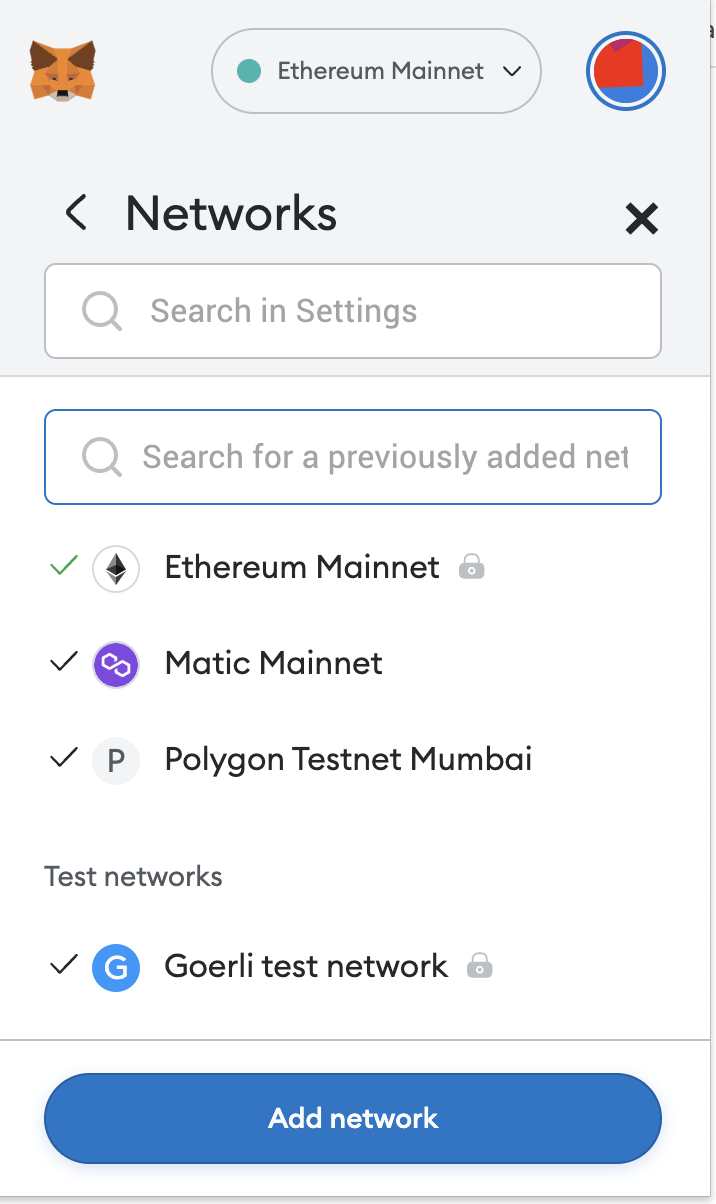 Ethereum Mainnet
Networks
Search in Settings
Search for a previously added net
Ethereum Mainnet
Matic Mainnet
P
Polygon Testnet Mumbai
Test networks
G
Goerli test network
Add network